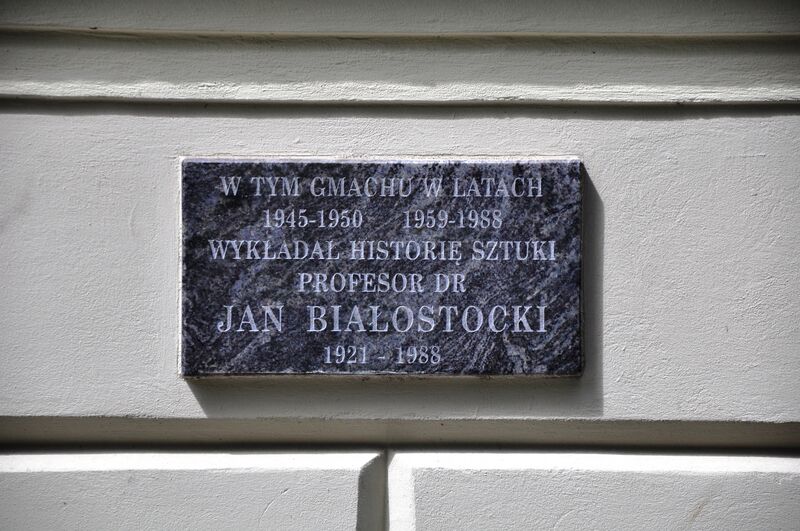 W TYM GMACHU W LATACH
1945-1950 1959-1988
WYKŁADAŁ HISTORIĘ SZTUKI
PROFESOR DR
JAN BIAŁOSTOCKI
1921 - 1988